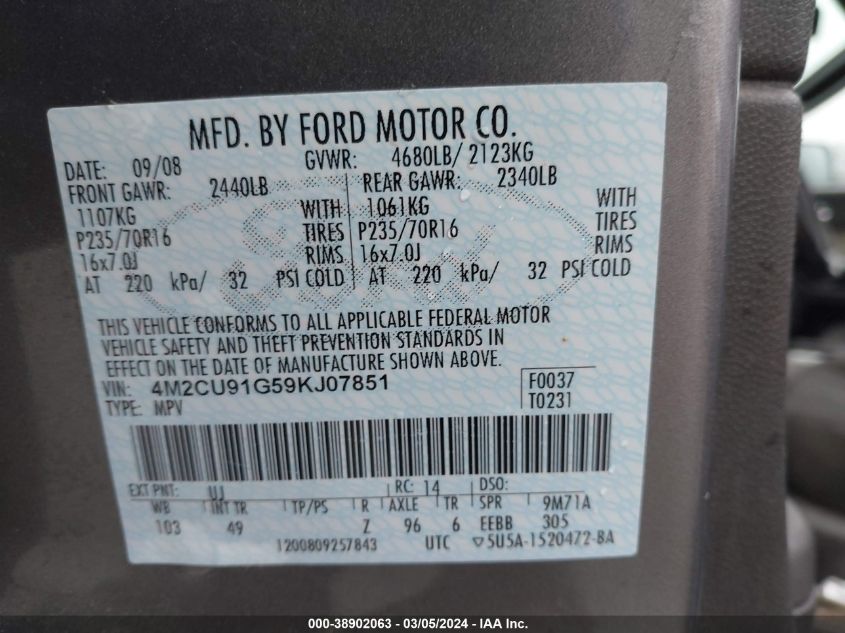 MFD. BY FORD MOTOR CO.
DATE: 09/08 GVWR: 4680LB/ 2123KG
FRONT GAWR: 2440LB REAR GAWR: 2340LB
1107KG WITH 1061KG WITH
P235/70R16 TIRES P235/70R16 TIRES
16x7.0J RIMS 16x7.0J RIMS
AT 220 kPa/ 32 PSI COLD AT 220 kPa/ 32 PSI COLD
THIS VEHICLE CONFORMS TO ALL APPLICABLE FEDERAL MOTOR
VEHICLE SAFETY AND THEFT PREVENTION STANDARDS IN
EFFECT ON THE DATE OF MANUFACTURE SHOWN ABOVE.
VIN: 4M2CU91G59KJ07851 F0037
TYPE: MPV T0231
EXT PNT: UJ RC: 14 DSO:
WB INT TR TP/PS R AXLE TR SPR 9M71A
103 49 Z 96 6 EEBB 305
1200809257843 UTC ▽5U5A-1520472-BA
000-38902063 - 03/05/2024 - IAA Inc.